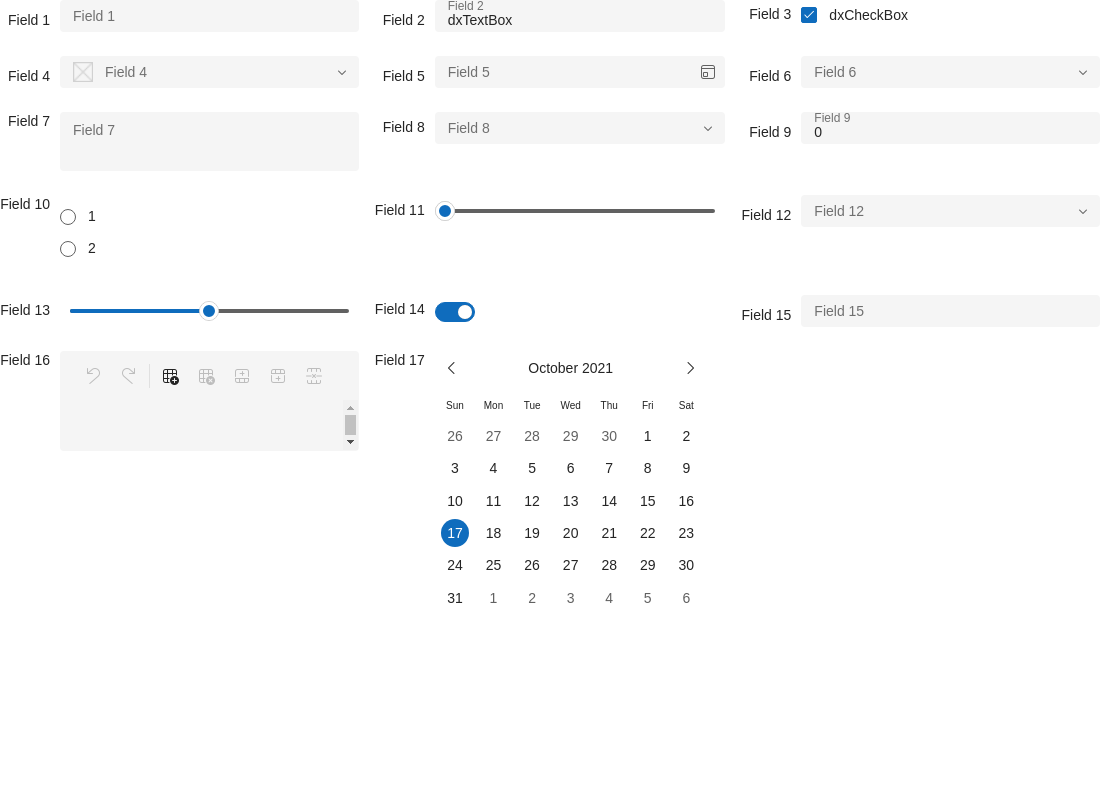 Field 1 Field 1 Field 2 Field 2 dxTextBox Field 3 dxCheckBox
Field 4 Field 4 Field 5 Field 5 Field 6 Field 6
Field 7 Field 7 Field 8 Field 8 Field 9 Field 9 0
Field 10 1 Field 11 Field 12 Field 12
2
Field 13 Field 14 Field 15 Field 15
Field 16 Field 17 October 2021
Sun Mon Tue Wed Thu Fri Sat
26 27 28 29 30 1 2
3 4 5 6 7 8 9
10 11 12 13 14 15 16
17 18 19 20 21 22 23
24 25 26 27 28 29 30
31 1 2 3 4 5 6